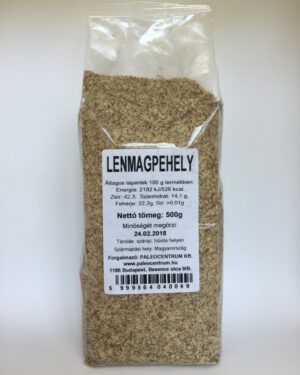 LENMAGPEHELY
Átlagos tápérték 100 g termékben:
Energia: 2182 kJ/526 kcal,
Zsír: 42,3, Szénhidrát: 14,1 g,
Fehérje: 22,2g, Só: >0.01g
Nettó tömeg: 500g
Minőségét megőrzi
24.02.2018
Tárolás: száraz, hűvös helyen
Származási hely: Magyarország
Forgalmazó: PALEOCENTRUM Kft.
www.paleocentrum.hu
1186 Budapest, Besence utca 9/B.
5 999564 040049